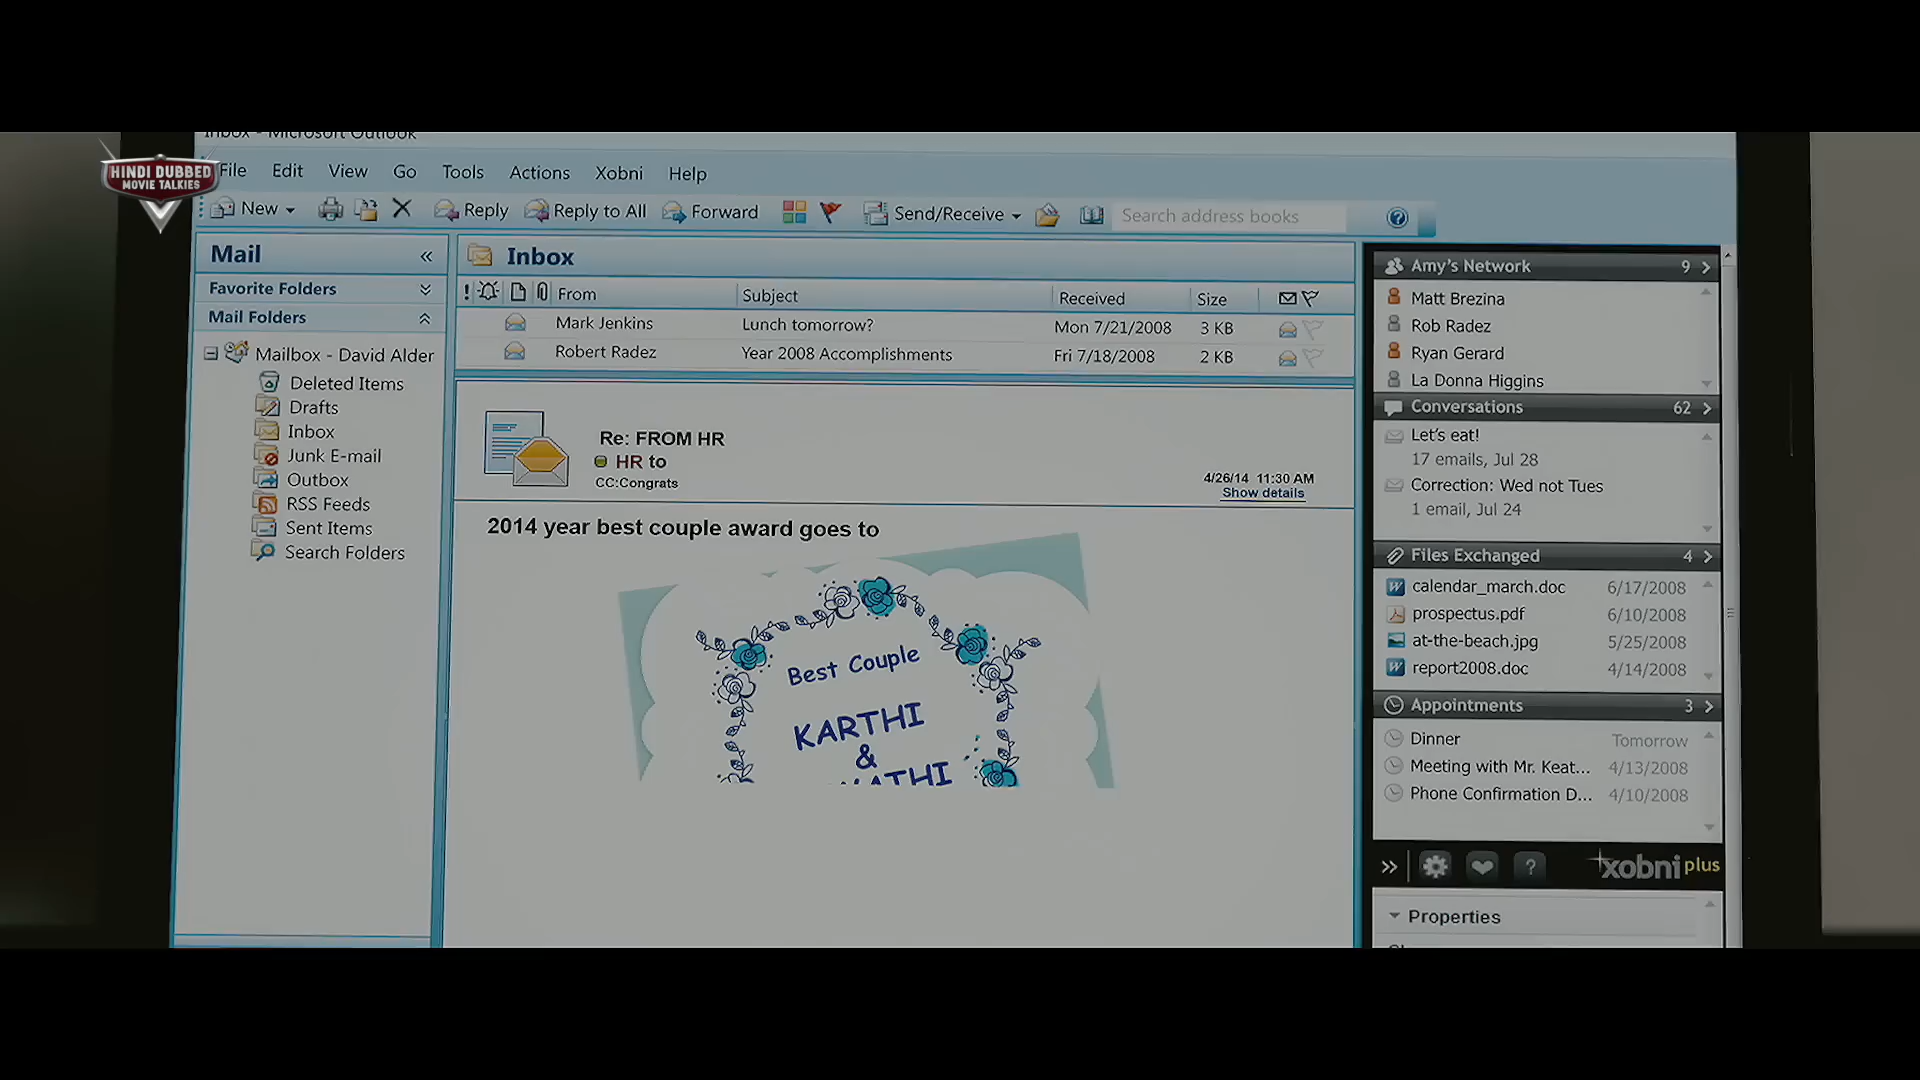 Inbox - Microsoft Outlook
HINDI DUBBED
MOVIE TALKIES
File Edit View Go Tools Actions Xobni Help
New Reply Reply to All Forward Send/Receive Search address books
Mail
Favorite Folders
Mail Folders
Mailbox - David Alder
Deleted Items
Drafts
Inbox
Junk E-mail
Outbox
RSS Feeds
Sent Items
Search Folders
Inbox
! From Subject Received Size
Mark Jenkins Lunch tomorrow? Mon 7/21/2008 3 KB
Robert Radez Year 2008 Accomplishments Fri 7/18/2008 2 KB
Re: FROM HR
HR to
CC:Congrats
4/26/14 11:30 AM
Show details
2014 year best couple award goes to
Best Couple
KARTHI
&
Amy's Network 9
Matt Brezina
Rob Radez
Ryan Gerard
La Donna Higgins
Conversations 62
Let's eat!
17 emails, Jul 28
Correction: Wed not Tues
1 email, Jul 24
Files Exchanged 4
calendar_march.doc 6/17/2008
prospectus.pdf 6/10/2008
at-the-beach.jpg 5/25/2008
report2008.doc 4/14/2008
Appointments 3
Dinner Tomorrow
Meeting with Mr. Keat... 4/13/2008
Phone Confirmation D... 4/10/2008
xobni plus
Properties